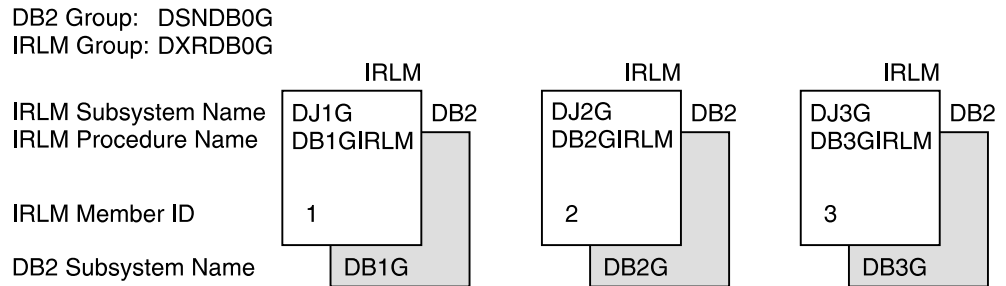 DB2 Group: DSNDB0G
IRLM Group: DXRDB0G
IRLM IRLM IRLM
IRLM Subsystem Name DJ1G DB2 DJ2G DB2 DJ3G DB2
IRLM Procedure Name DB1GIRLM DB2GIRLM DB3GIRLM
IRLM Member ID 1 2 3
DB2 Subsystem Name DB1G DB2G DB3G